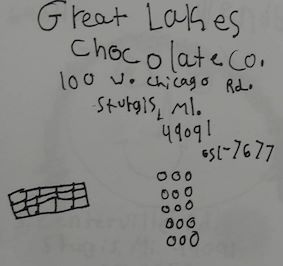 Great Lakes
Chocolate Co.
100 W. Chicago Rd.
Sturgis, MI.
49091
651-7677